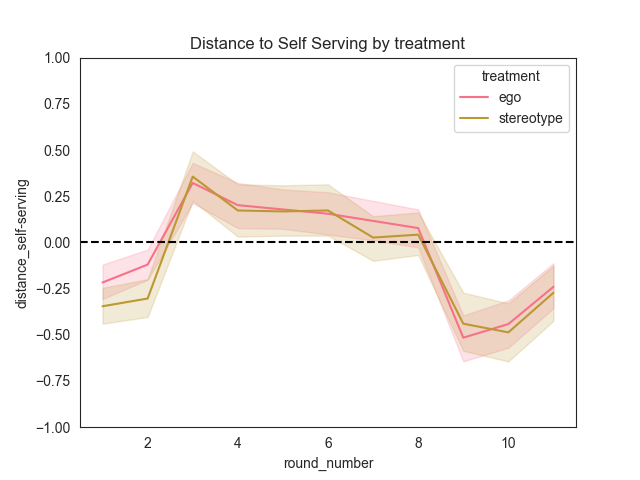 Distance to Self Serving by treatment
treatment
ego
stereotype
distance_self-serving
1.00
0.75
0.50
0.25
0.00
−0.25
−0.50
−0.75
−1.00
2
4
6
8
10
round_number